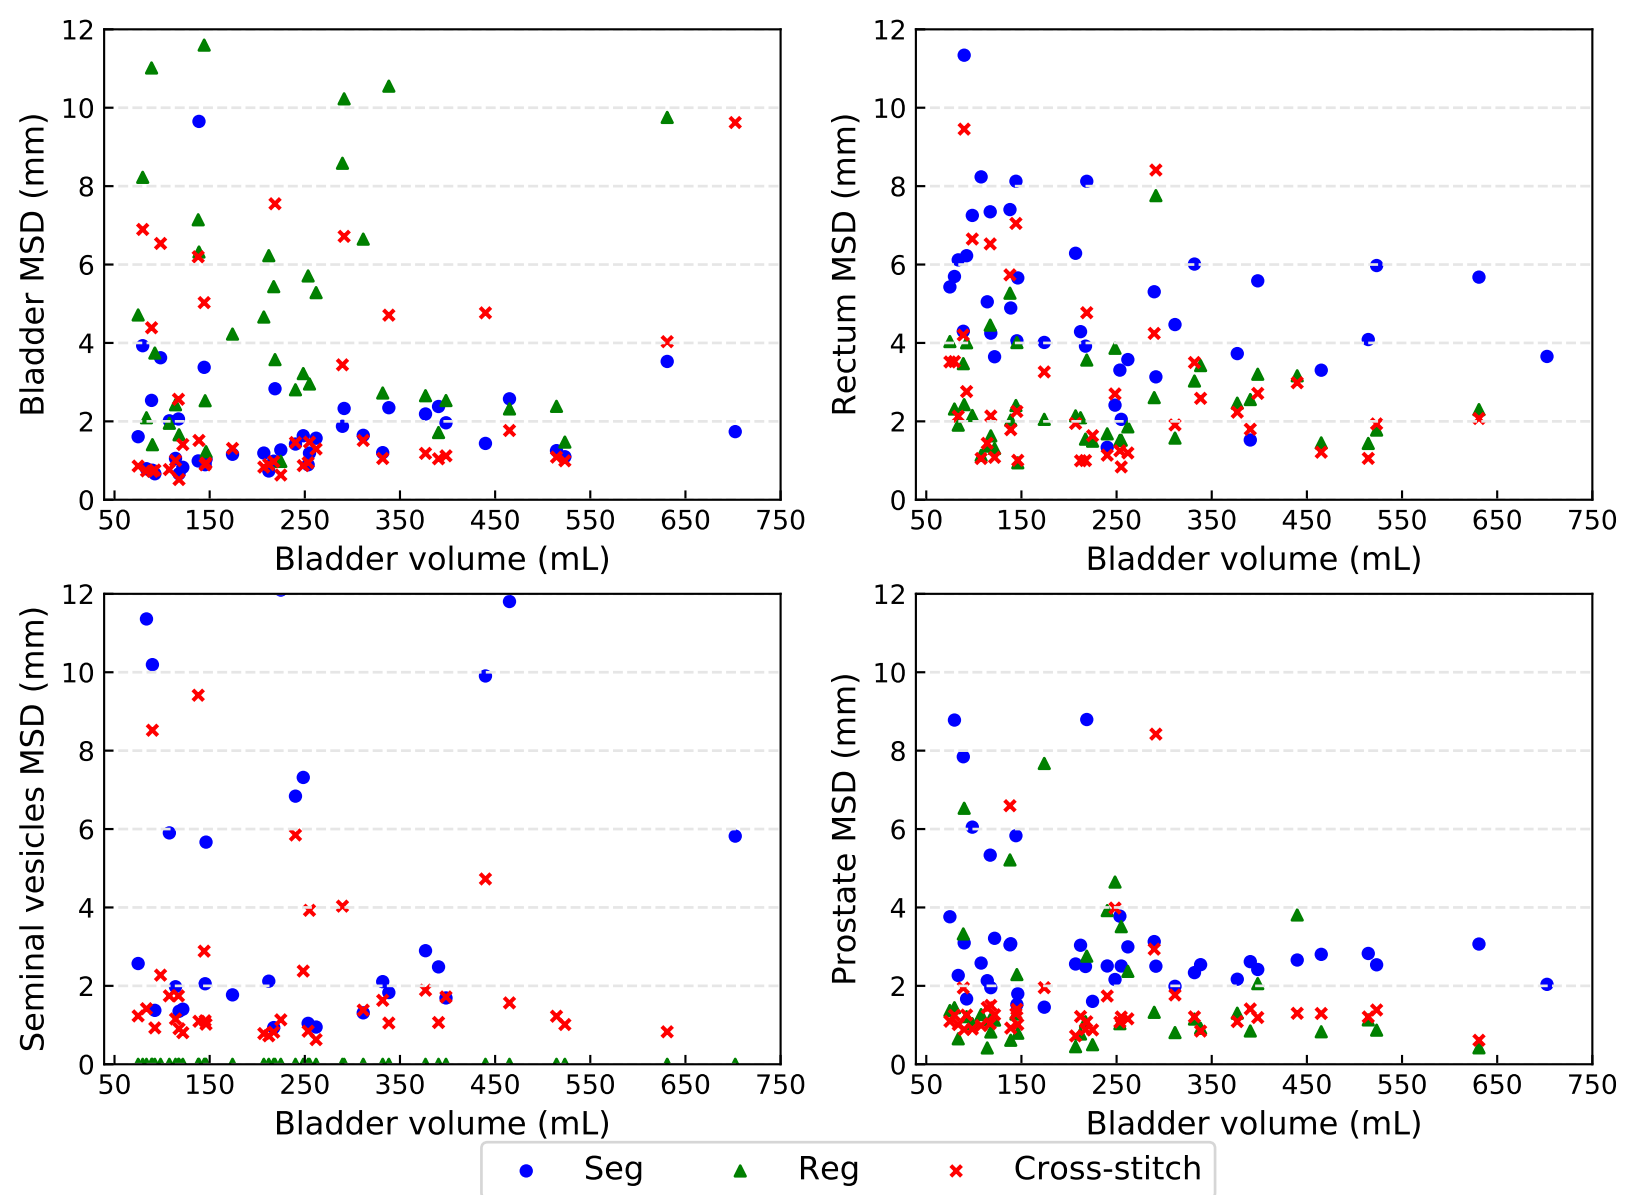 12
10
8
6
4
2
0
Bladder MSD (mm)
50 150 250 350 450 550 650 750
Bladder volume (mL)
12
10
8
6
4
2
0
Rectum MSD (mm)
50 150 250 350 450 550 650 750
Bladder volume (mL)
12
10
8
6
4
2
0
Seminal vesicles MSD (mm)
50 150 250 350 450 550 650 750
Bladder volume (mL)
12
10
8
6
4
2
0
Prostate MSD (mm)
50 150 250 350 450 550 650 750
Bladder volume (mL)
Seg Reg Cross-stitch